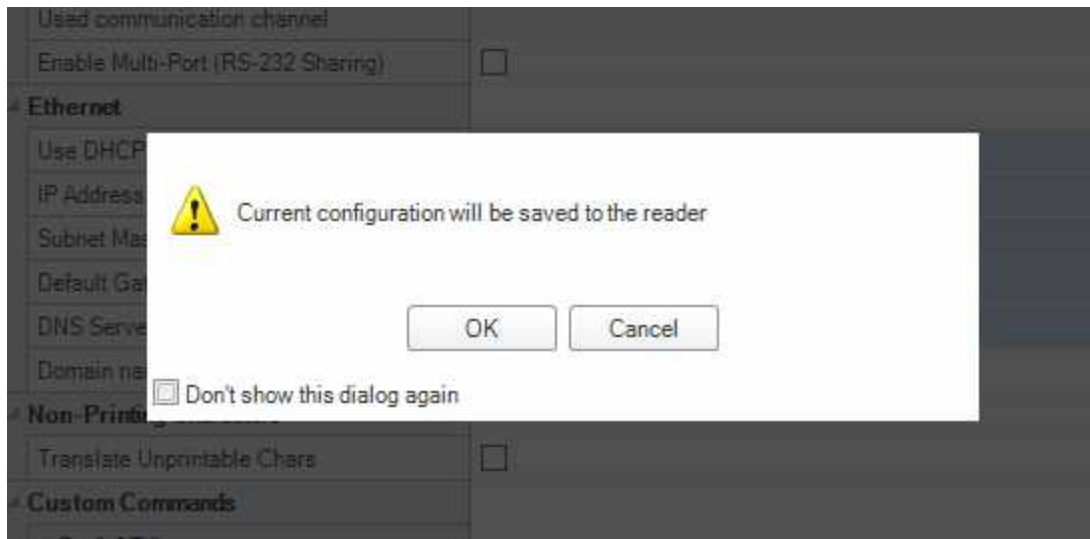 Used communication channel
Enable Multi-Port (RS-232 Sharing)
Ethernet
Use DHCP
IP Address
Current configuration will be saved to the reader
Subnet Mas
Default Gat
OK
Cancel
DNS Serve
Domain na
Don't show this dialog again
Non-Printing
Translate Unprintable Chars
Custom Commands